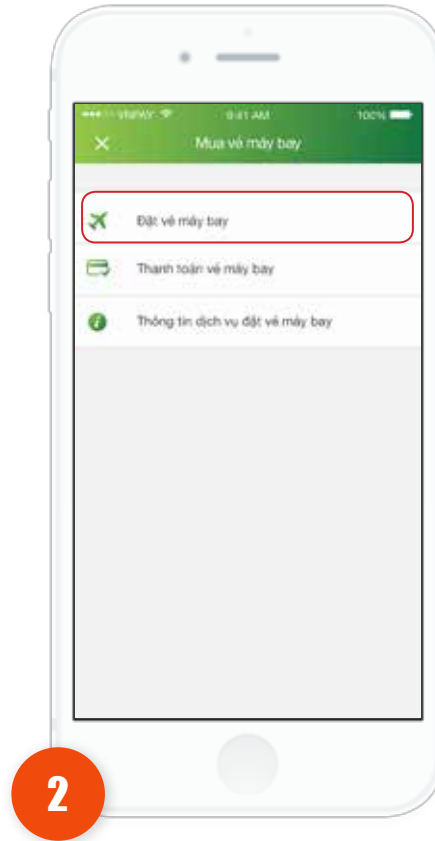 VNPAY 9:41 AM 100%
Mua vé máy bay
Đặt vé máy bay
Thanh toán vé máy bay
Thông tin dịch vụ đặt vé máy bay
2